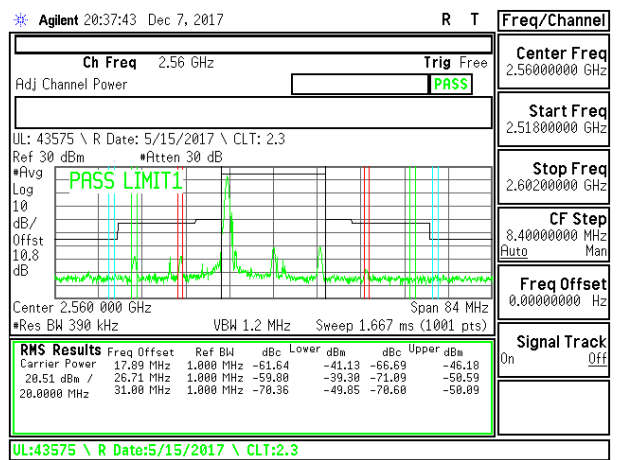 Agilent 20:37:43 Dec 7, 2017 R T Freq/Channel
Ch Freq 2.56 GHz Trig Free
Adj Channel Power PASS
Center Freq
2.56000000 GHz
Start Freq
2.51800000 GHz
Stop Freq
2.60200000 GHz
CF Step
8.40000000 MHz
Auto Man
Freq Offset
0.00000000 Hz
Signal Track
On Off
UL: 43575 \ R Date: 5/15/2017 \ CLT: 2.3
Ref 30 dBm #Atten 30 dB
#Avg
Log
10
dB/
Offst
10.8
dB
PASS LIMIT1
Center 2.560 000 GHz Span 84 MHz
#Res BW 390 kHz VBW 1.2 MHz Sweep 1.667 ms (1001 pts)
RMS Results Freq Offset Ref BW dBc Lower dBm dBc Upper dBm
Carrier Power 17.89 MHz 1.000 MHz -61.64 -41.13 -66.69 -46.18
20.51 dBm / 26.71 MHz 1.000 MHz -59.80 -39.30 -71.09 -50.59
20.0000 MHz 31.00 MHz 1.000 MHz -70.36 -49.85 -70.60 -50.09
UL:43575 \ R Date:5/15/2017 \ CLT:2.3